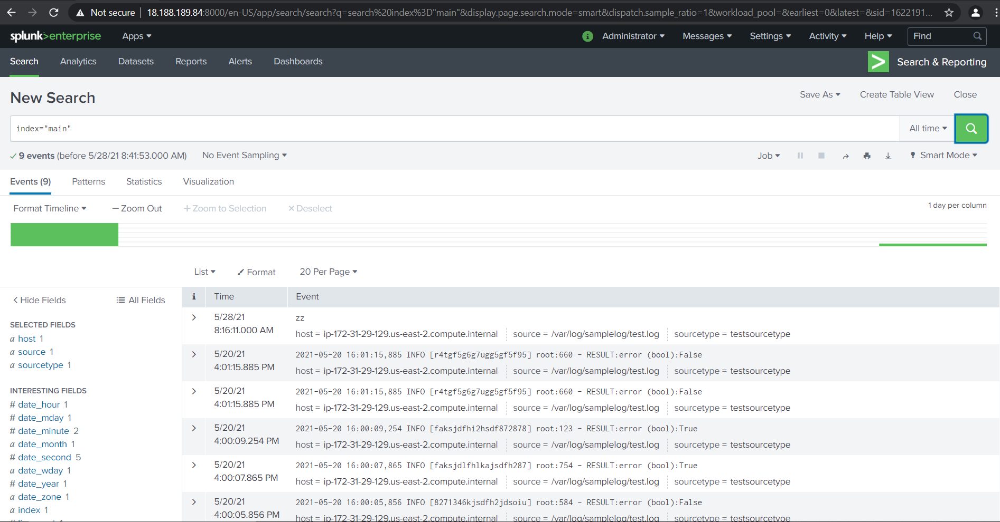 Not secure | 18.188.189.84:8000/en-US/app/search/search?q=search%20index%3D"main"&display.page.search.mode=smart&dispatch.sample_ratio=1&workload_pool=&earliest=0&latest=&sid=1622191...
splunk>enterprise Apps i Administrator Messages Settings Activity Help Find
Search Analytics Datasets Reports Alerts Dashboards > Search & Reporting
New Search Save As Create Table View Close
index="main" All time
9 events (before 5/28/21 8:41:53.000 AM) No Event Sampling Job Smart Mode
Events (9) Patterns Statistics Visualization
Format Timeline — Zoom Out + Zoom to Selection × Deselect 1 day per column
List Format 20 Per Page
< Hide Fields All Fields
SELECTED FIELDS
a host 1
a source 1
a sourcetype 1
INTERESTING FIELDS
# date_hour 1
# date_mday 1
# date_minute 2
a date_month 1
# date_second 5
a date_wday 1
# date_year 1
a date_zone 1
a index 1
i Time Event
> 5/28/21 zz
8:16:11.000 AM host = ip-172-31-29-129.us-east-2.compute.internal source = /var/log/samplelog/test.log sourcetype = testsourcetype
> 5/20/21 2021-05-20 16:01:15,885 INFO [r4tgf5g6g7ugg5gf5f95] root:660 - RESULT:error (bool):False
4:01:15.885 PM host = ip-172-31-29-129.us-east-2.compute.internal source = /var/log/samplelog/test.log sourcetype = testsourcetype
> 5/20/21 2021-05-20 16:01:15,885 INFO [r4tgf5g6g7ugg5gf5f95] root:660 - RESULT:error (bool):False
4:01:15.885 PM host = ip-172-31-29-129.us-east-2.compute.internal source = /var/log/samplelog/test.log sourcetype = testsourcetype
> 5/20/21 2021-05-20 16:00:09,254 INFO [faksjdfhi2hsdf872878] root:123 - RESULT:error (bool):True
4:00:09.254 PM host = ip-172-31-29-129.us-east-2.compute.internal source = /var/log/samplelog/test.log sourcetype = testsourcetype
> 5/20/21 2021-05-20 16:00:07,865 INFO [faksjdlfhlkajsdfh287] root:754 - RESULT:error (bool):True
4:00:07.865 PM host = ip-172-31-29-129.us-east-2.compute.internal source = /var/log/samplelog/test.log sourcetype = testsourcetype
> 5/20/21 2021-05-20 16:00:05,856 INFO [8271346kjsdfh2jdsoiu] root:584 - RESULT:error (bool):False
4:00:05.856 PM host = ip-172-31-29-129.us-east-2.compute.internal source = /var/log/samplelog/test.log sourcetype = testsourcetype